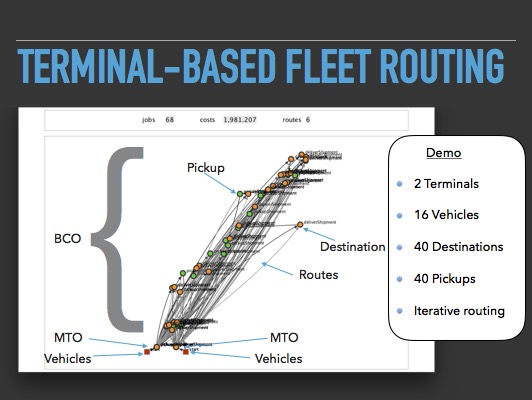 TERMINAL-BASED FLEET ROUTING
jobs 68 costs 1,981.207 routes 6
Demo
2 Terminals
16 Vehicles
40 Destinations
40 Pickups
Iterative routing
Pickup
deliverShipment
BCO
Destination
Routes
MTO
MTO
Vehicles
Vehicles